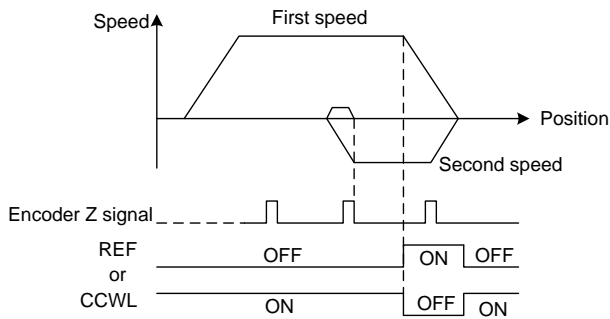 Speed
First speed
Position
Second speed
Encoder Z signal
REF
OFF
ON
OFF
or
CCWL
ON
OFF
ON